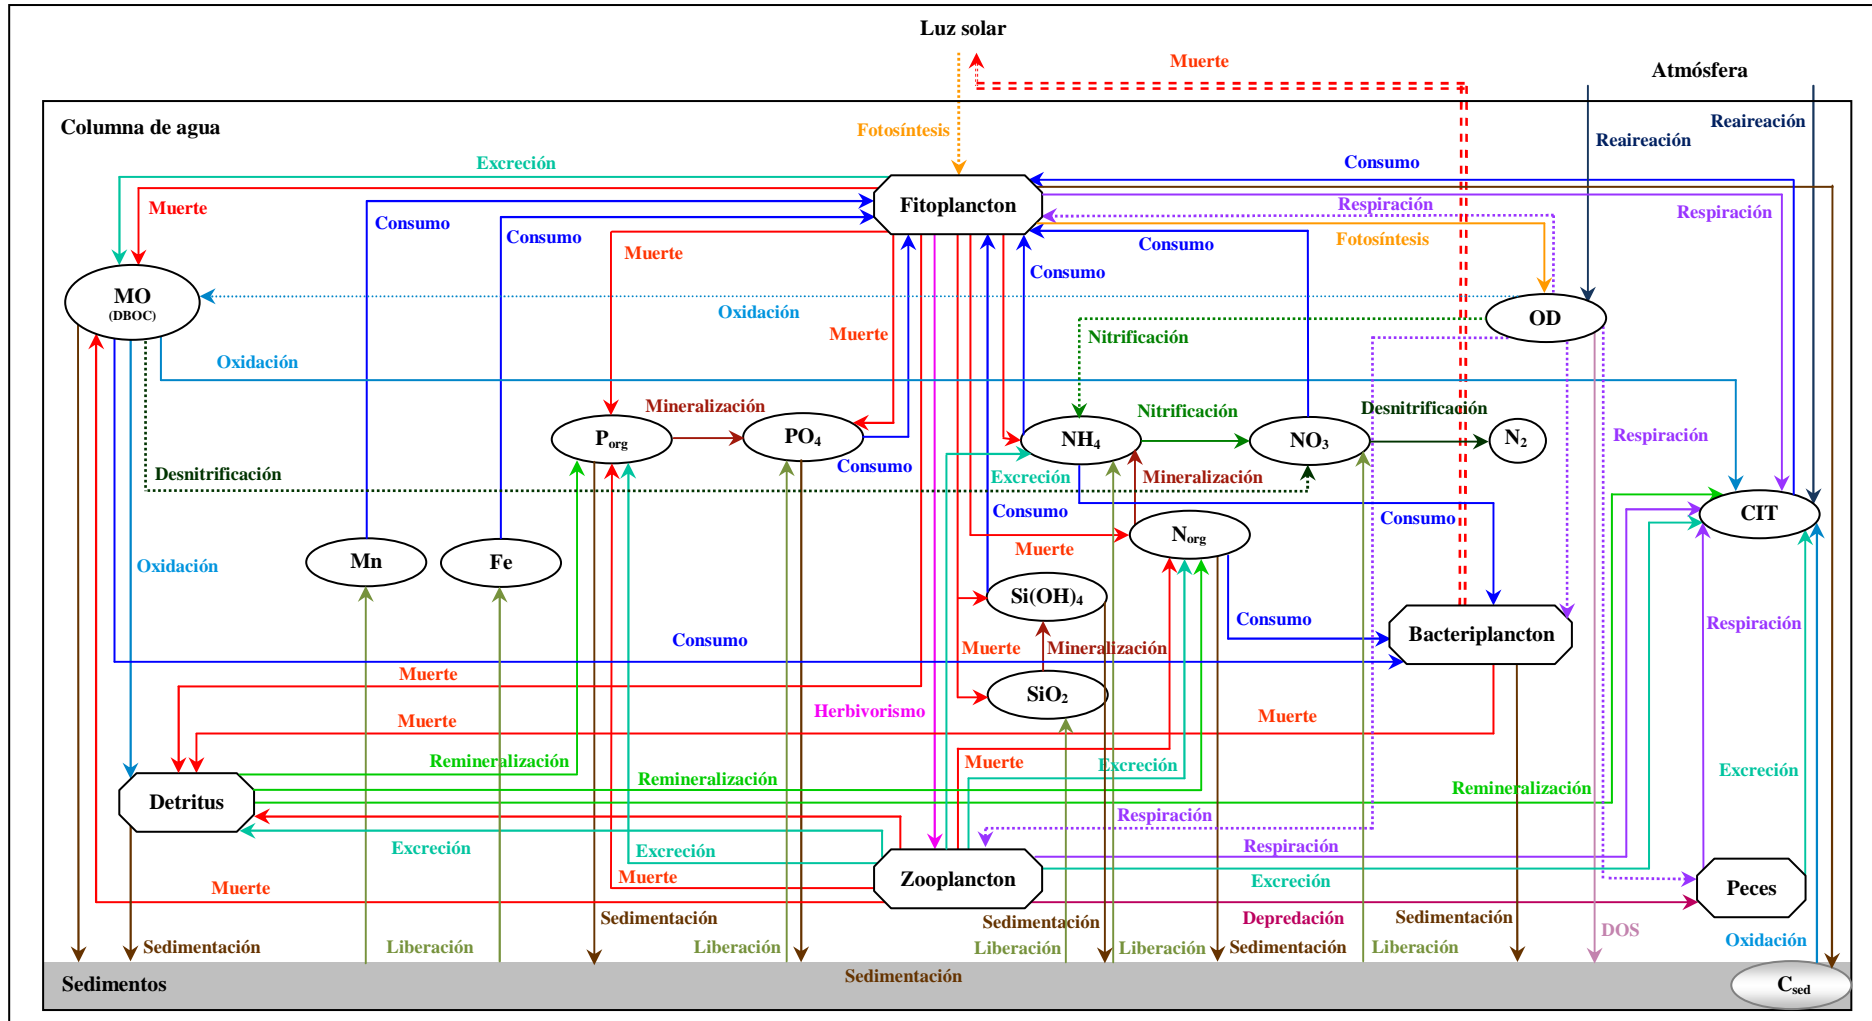 Luz solar
Muerte
Atmósfera
Columna de agua
Fotosíntesis
Reaireación
Reaireación
Excreción
Consumo
Muerte
Consumo
Consumo
Fitoplancton
Respiración
Respiración
Muerte
Consumo
Fotosíntesis
Consumo
MO
(DBOC)
Oxidación
OD
Muerte
Nitrificación
Oxidación
Mineralización
Nitrificación
Desnitrificación
P org
PO4
NH4
NO3
N2
Respiración
Consumo
Desnitrificación
Excreción
Mineralización
Consumo
Consumo
CIT
Norg
Muerte
Mn
Fe
Oxidación
Si(OH)4
Consumo
Respiración
Bacteriplancton
Consumo
Muerte
Mineralización
Muerte
SiO2
Herbivorismo
Muerte
Muerte
Remineralización
Muerte
Excreción
Excreción
Remineralización
Remineralización
Detritus
Respiración
Excreción
Excreción
Respiración
Zooplancton
Muerte
Muerte
Excreción
Peces
Sedimentación
Sedimentación
Depredación
Sedimentación
DOS
Sedimentación
Liberación
Liberación
Liberación
Liberación
Sedimentación
Liberación
Oxidación
Sedimentos
Sedimentación
Csed